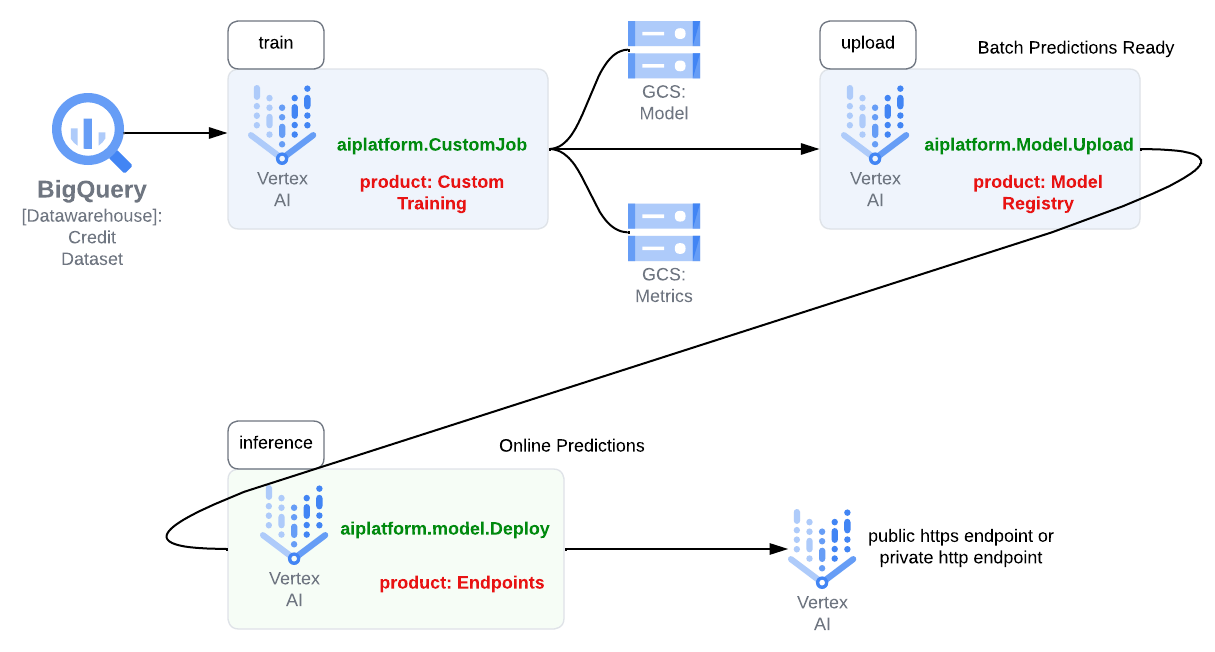 train
upload
Batch Predictions Ready
BigQuery
[Datawarehouse]:
Credit
Dataset
Vertex
AI
aiplatform.CustomJob
product: Custom
Training
GCS:
Model
GCS:
Metrics
Vertex
AI
aiplatform.Model.Upload
product: Model
Registry
inference
Online Predictions
Vertex
AI
aiplatform.model.Deploy
product: Endpoints
Vertex
AI
public https endpoint or
private http endpoint